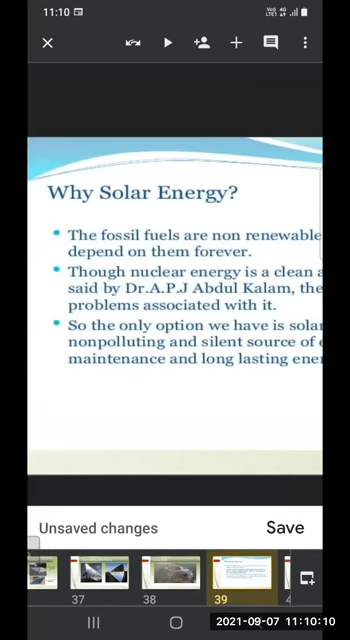 11:10
Vo) 4G
LTE1
Why Solar Energy?
The fossil fuels are non renewable
depend on them forever.
Though nuclear energy is a clean a
said by Dr.A.P.J Abdul Kalam, the
problems associated with it.
So the only option we have is sola
nonpolluting and silent source of e
maintenance and long lasting ene
Unsaved changes
Save
37
38
39
4
2021-09-07 11:10:10